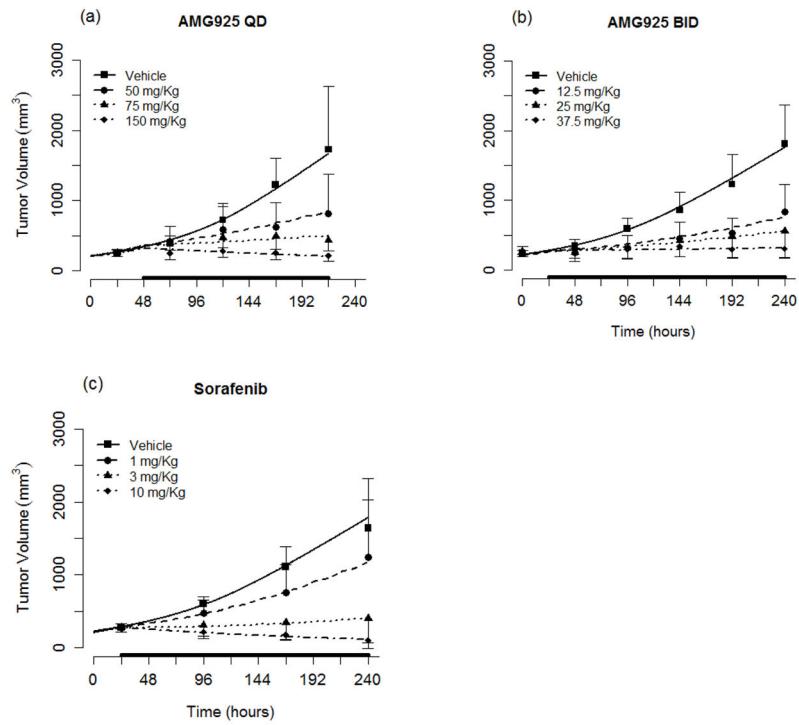 (a)
AMG925 QD
Tumor Volume (mm³)
3000
2000
1000
0
Vehicle
50 mg/Kg
75 mg/Kg
150 mg/Kg
0 48 96 144 192 240
(b)
AMG925 BID
3000
2000
1000
0
Vehicle
12.5 mg/Kg
25 mg/Kg
37.5 mg/Kg
0 48 96 144 192 240
Time (hours)
(c)
Sorafenib
Tumor Volume (mm³)
3000
2000
1000
0
Vehicle
1 mg/Kg
3 mg/Kg
10 mg/Kg
0 48 96 144 192 240
Time (hours)